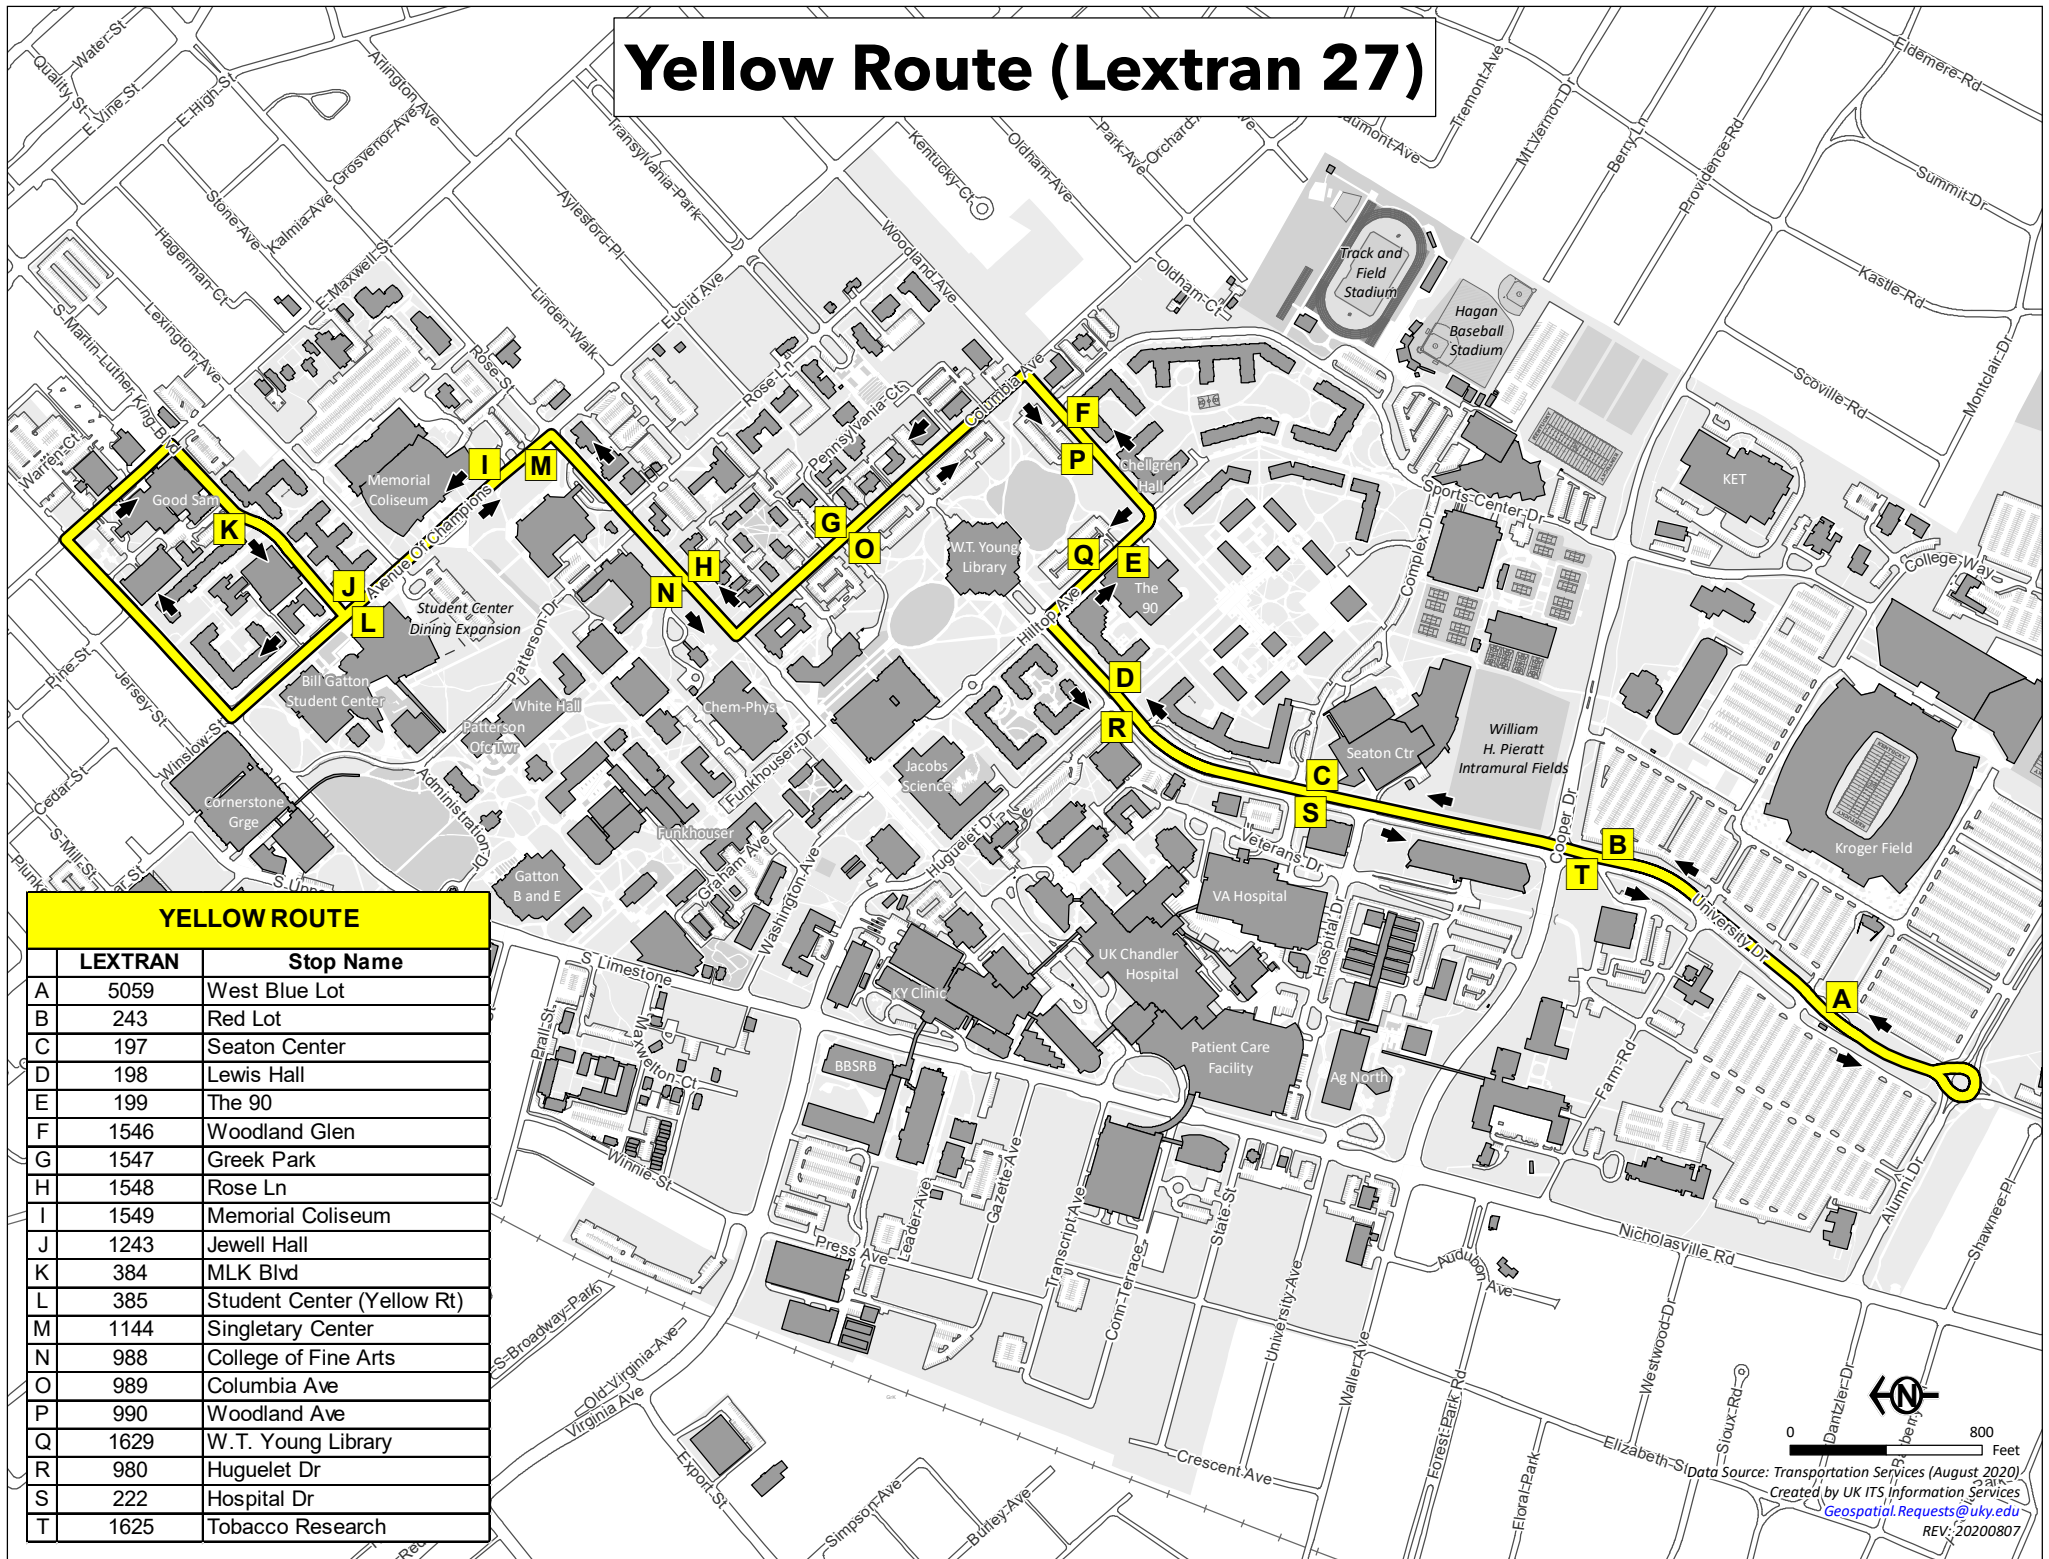 Yellow Route (Lextran 27)
Water St
Quality St
E Vine St
E High St
Arlington Ave
Grosvenor Ave
Transylvania Park
Kentucky Ct
Oldham Ave
Park Ave
Tremont Ave
Mt Vernon Dr
Berry Ln
Providence Rd
Eldemere Rd
Summit Dr
Stone Ave
Kalmia Ave
Hagerman Ct
Aylesford Pl
Woodland Ave
Oldham Ct
E Maxwell St
Linden Walk
Euclid Ave
Kastle Rd
Track and
Field
Stadium
Hagan
Baseball
Stadium
S Martin Luther King Blvd
Lexington Ave
Rose St
Rose Ln
Pennsylvania Ct
Columbia Ave
Scoville Rd
Montclair Dr
Warren Ct
Good Sam
Memorial
Coliseum
Avenue Of Champions
I
M
F
P
Chellgren
Hall
Sports Center Dr
KET
K
G
O
W.T. Young
Library
Q
E
The
90
Complex Dr
College Way
J
L
Student Center
Dining Expansion
N
H
Hilltop Ave
Pine St
Jersey St
Winslow St
Bill Gatton
Student Center
Patterson Dr
White Hall
Patterson
Ofc Twr
Chem-Phys
Funkhouser Dr
D
R
Seaton Ctr
William
H. Pieratt
Intramural Fields
C
S
Cedar St
S Mill St
Cornerstone
Grge
Administration Dr
Jacobs
Science
Funkhouser
Graham Ave
Washington Ave
Huguelet Dr
Veterans Dr
Cooper Dr
B
T
Kroger Field
Gatton
B and E
VA Hospital
Hospital Dr
University Dr
UK Chandler
Hospital
KY Clinic
A
S Limestone
Prall St
Maxwelton Ct
BBSRB
Patient Care
Facility
Ag North
Farm Rd
Winnie St
Press Ave
Leader Ave
Gazette Ave
Transcript Ave
Conn Terrace
State St
University Ave
Waller Ave
Audubon Ave
Nicholasville Rd
Alumni Dr
Shawnee Pl
S Broadway Park
Old Virginia Ave
Virginia Ave
Export St
Simpson Ave
Burley Ave
Crescent Ave
Forest Park Rd
Floral Park
Westwood Dr
Elizabeth St
Sioux Rd
Dantzler Dr
YELLOW ROUTE
LEXTRAN Stop Name
A 5059 West Blue Lot
B 243 Red Lot
C 197 Seaton Center
D 198 Lewis Hall
E 199 The 90
F 1546 Woodland Glen
G 1547 Greek Park
H 1548 Rose Ln
I 1549 Memorial Coliseum
J 1243 Jewell Hall
K 384 MLK Blvd
L 385 Student Center (Yellow Rt)
M 1144 Singletary Center
N 988 College of Fine Arts
O 989 Columbia Ave
P 990 Woodland Ave
Q 1629 W.T. Young Library
R 980 Huguelet Dr
S 222 Hospital Dr
T 1625 Tobacco Research
N
0 800
Feet
Data Source: Transportation Services (August 2020)
Created by UK ITS Information Services
Geospatial.Requests@uky.edu
REV: 20200807